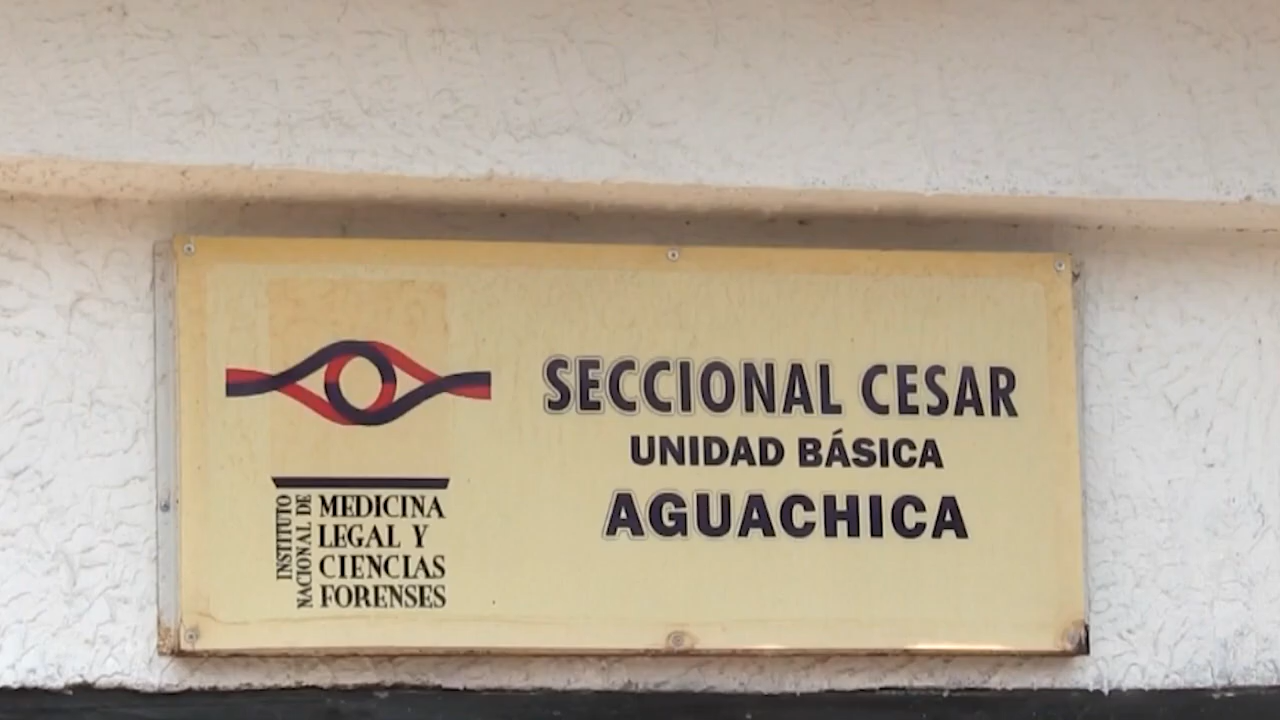 INSTITUTO
NACIONAL DE
MEDICINA
LEGAL Y
CIENCIAS
FORENSES
SECCIONAL CESAR
UNIDAD BÁSICA
AGUACHICA